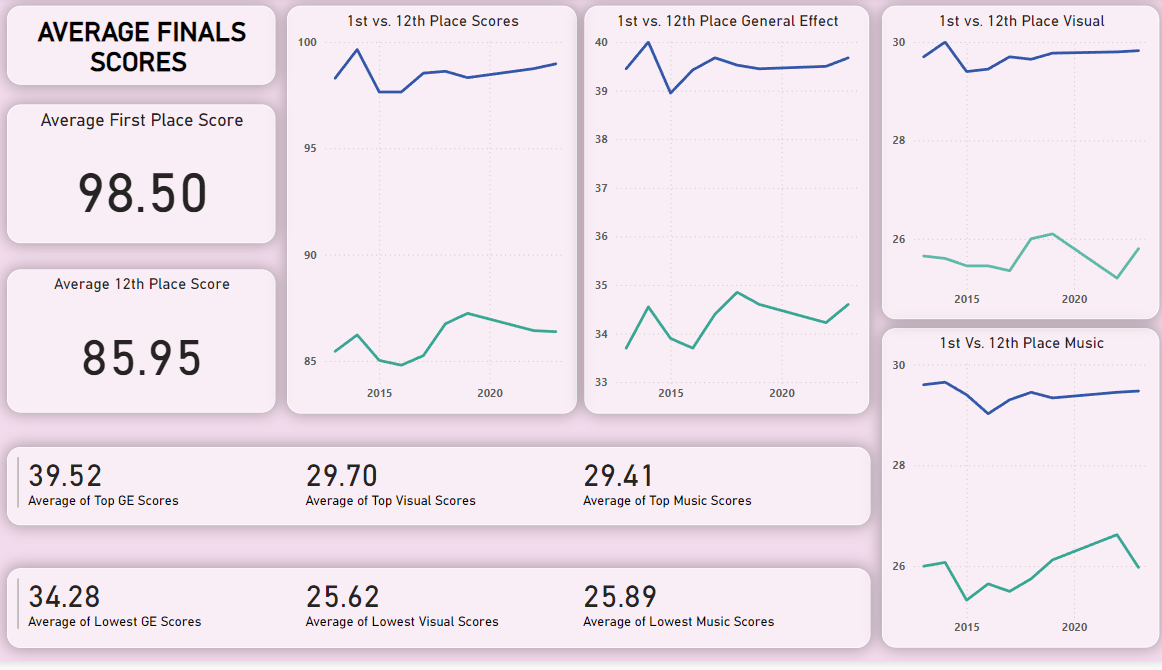 AVERAGE FINALS
SCORES
Average First Place Score
98.50
Average 12th Place Score
85.95
1st vs. 12th Place Scores
100
95
90
85
2015 2020
1st vs. 12th Place General Effect
40
39
38
37
36
35
34
33
2015 2020
1st vs. 12th Place Visual
30
28
26
2015 2020
1st Vs. 12th Place Music
30
28
26
2015 2020
39.52 29.70 29.41
Average of Top GE Scores Average of Top Visual Scores Average of Top Music Scores
34.28 25.62 25.89
Average of Lowest GE Scores Average of Lowest Visual Scores Average of Lowest Music Scores